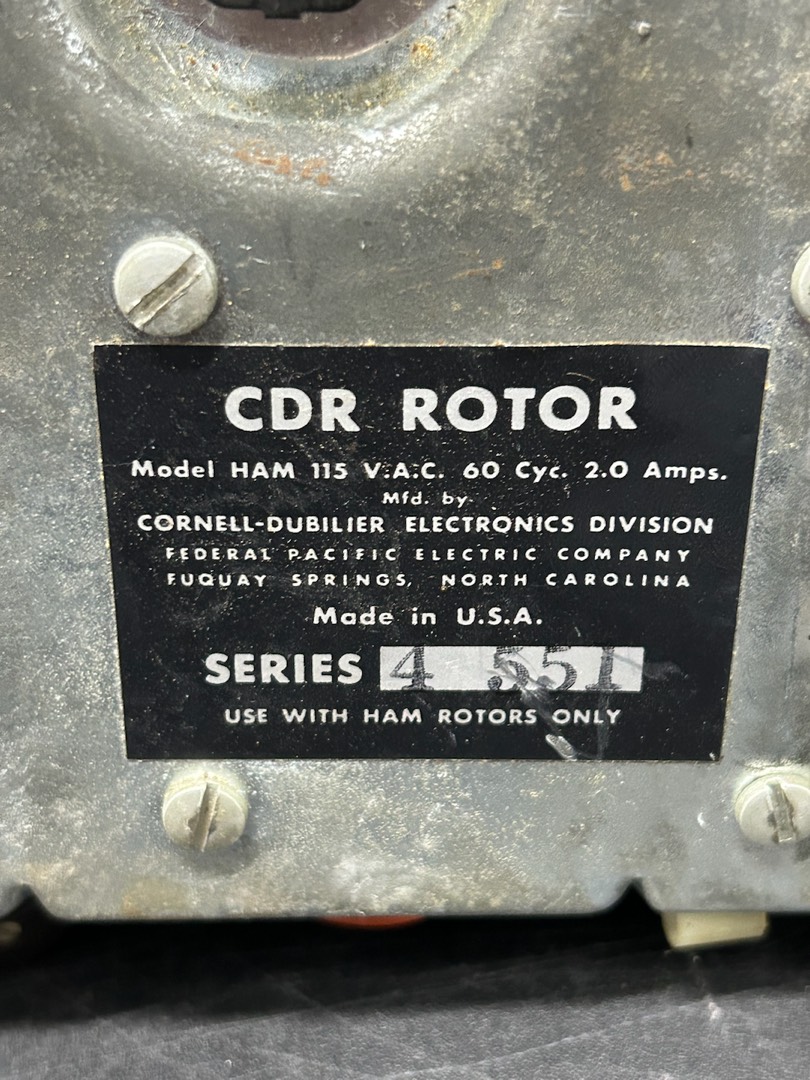 CDR ROTOR
Model HAM 115 V.A.C. 60 Cyc. 2.0 Amps.
Mfd. by
CORNELL-DUBILIER ELECTRONICS DIVISION
FEDERAL PACIFIC ELECTRIC COMPANY
FUQUAY SPRINGS, NORTH CAROLINA
Made in U.S.A.
SERIES 4 551
USE WITH HAM ROTORS ONLY